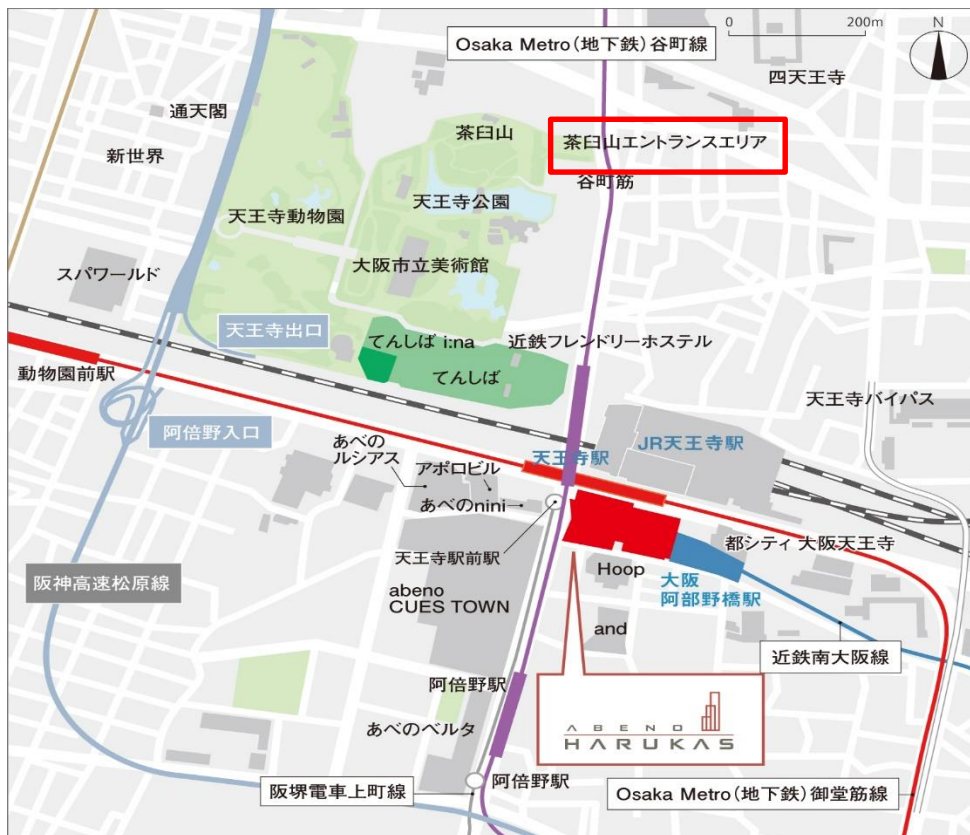 0
200m
N
Osaka Metro(地下鉄)谷町線
四天王寺
通天閣
新世界
茶臼山
茶臼山エントランスエリア
谷町筋
天王寺公園
天王寺動物園
大阪市立美術館
スパワールド
天王寺出口
てんしば i:na
近鉄フレンドリーホステル
てんしば
動物園前駅
天王寺バイパス
阿倍野入口
あべの
ルシアス
アポロビル
天王寺駅
JR天王寺駅
あべのnini
天王寺駅前駅
都シティ 大阪天王寺
Hoop
大阪
阿部野橋駅
阪神高速松原線
abeno
CUES TOWN
and
近鉄南大阪線
阿倍野駅
あべのベルタ
ABENO
HARUKAS
阿倍野駅
阪堺電車上町線
Osaka Metro(地下鉄)御堂筋線